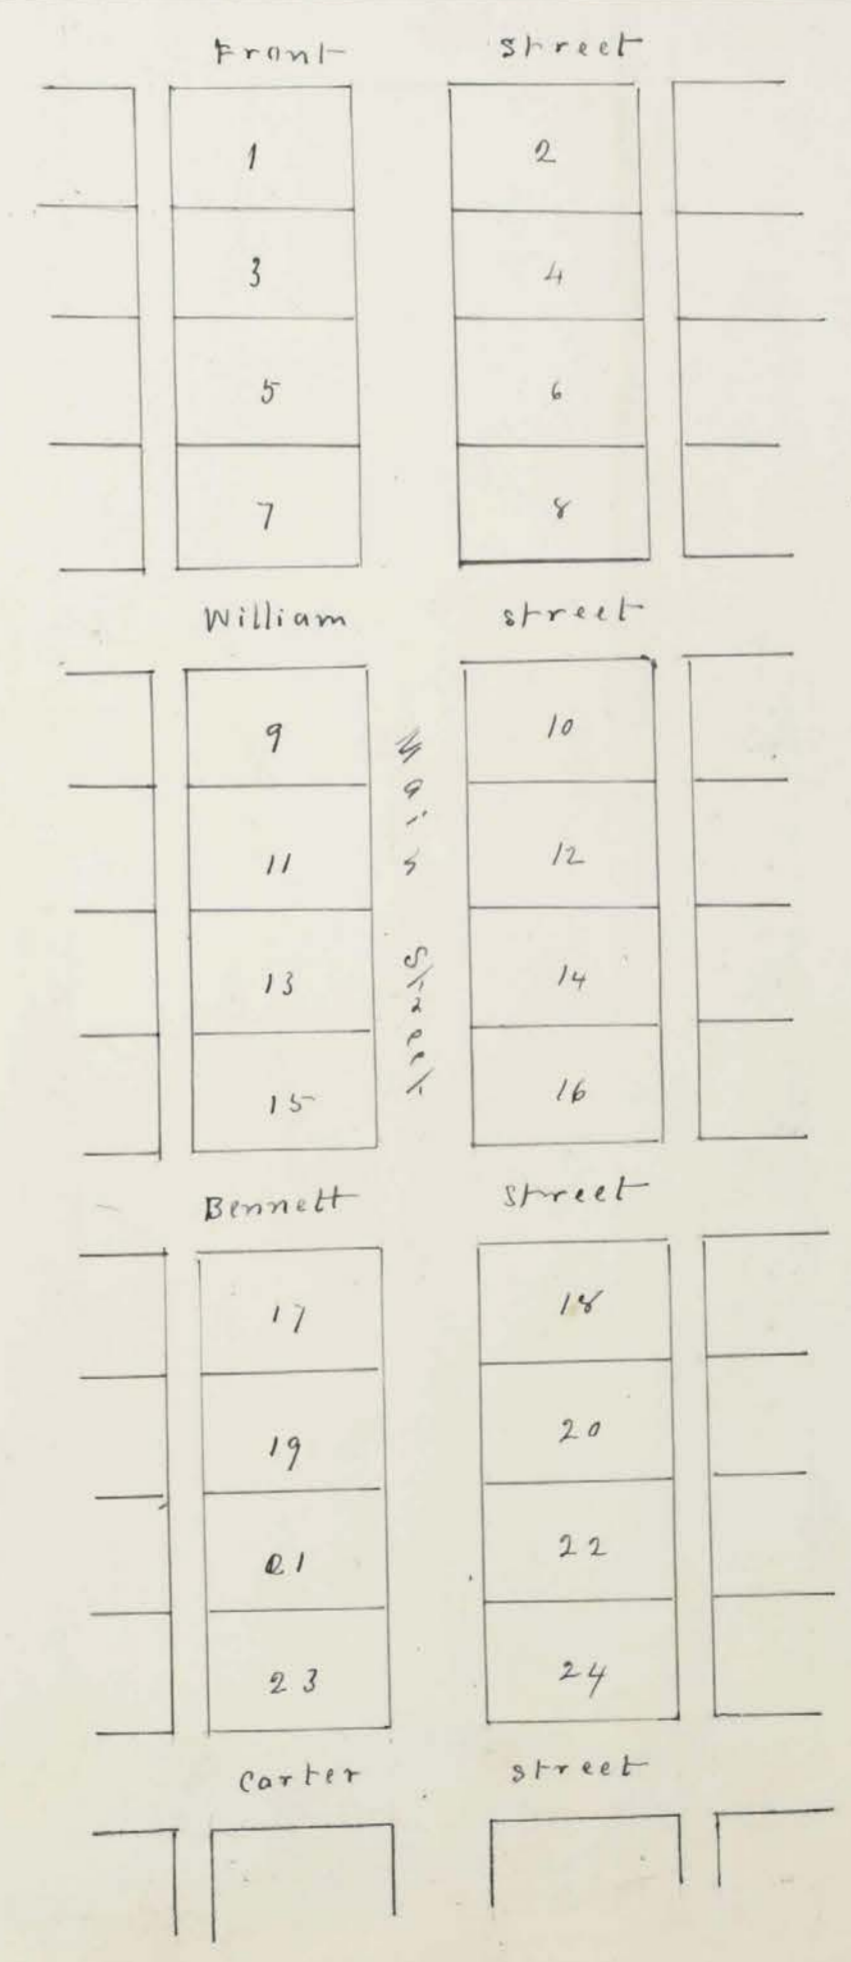 Front Street
1 2
3 4
5 6
7 8
William street
9 10
11 12
13 14
15 16
Main Street
Bennett Street
17 18
19 20
21 22
23 24
Carter street